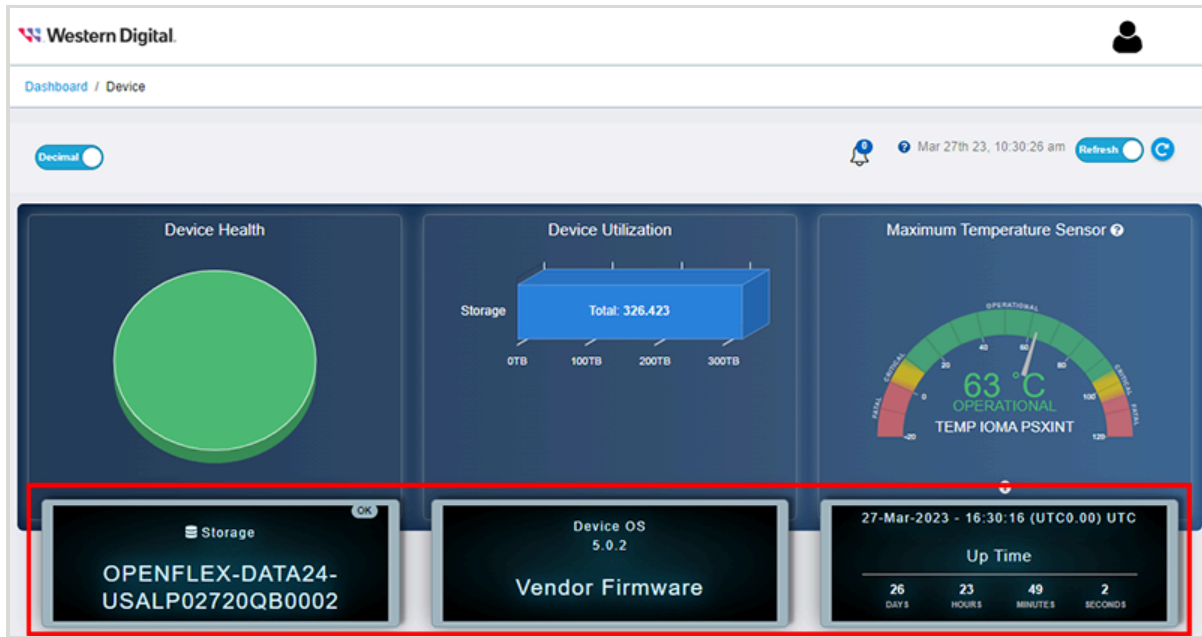 Western Digital.
Dashboard / Device
Decimal
0
Mar 27th 23, 10:30:26 am
Refresh
Device Health
Device Utilization
Storage
Total: 326.423
0TB 100TB 200TB 300TB
Maximum Temperature Sensor
FATAL CRITICAL OPERATIONAL CRITICAL FATAL
-20 0 20 40 60 80 100 120
63 °C
OPERATIONAL
TEMP IOMA PSXINT
OK
Storage
OPENFLEX-DATA24-
USALP02720QB0002
Device OS
5.0.2
Vendor Firmware
27-Mar-2023 - 16:30:16 (UTC0.00) UTC
Up Time
26 23 49 2
DAYS HOURS MINUTES SECONDS